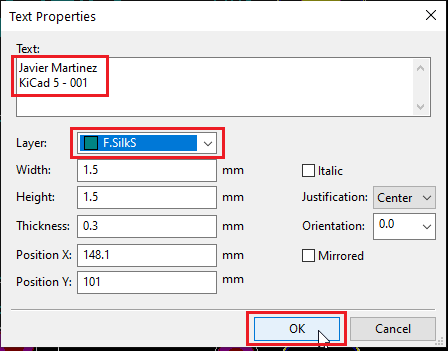 Text Properties
Text:
Javier Martinez
KiCad 5 - 001
Layer: F.SilkS
Width: 1.5 mm Italic
Height: 1.5 mm Justification: Center
Thickness: 0.3 mm Orientation: 0.0
Position X: 148.1 mm Mirrored
Position Y: 101 mm
OK Cancel